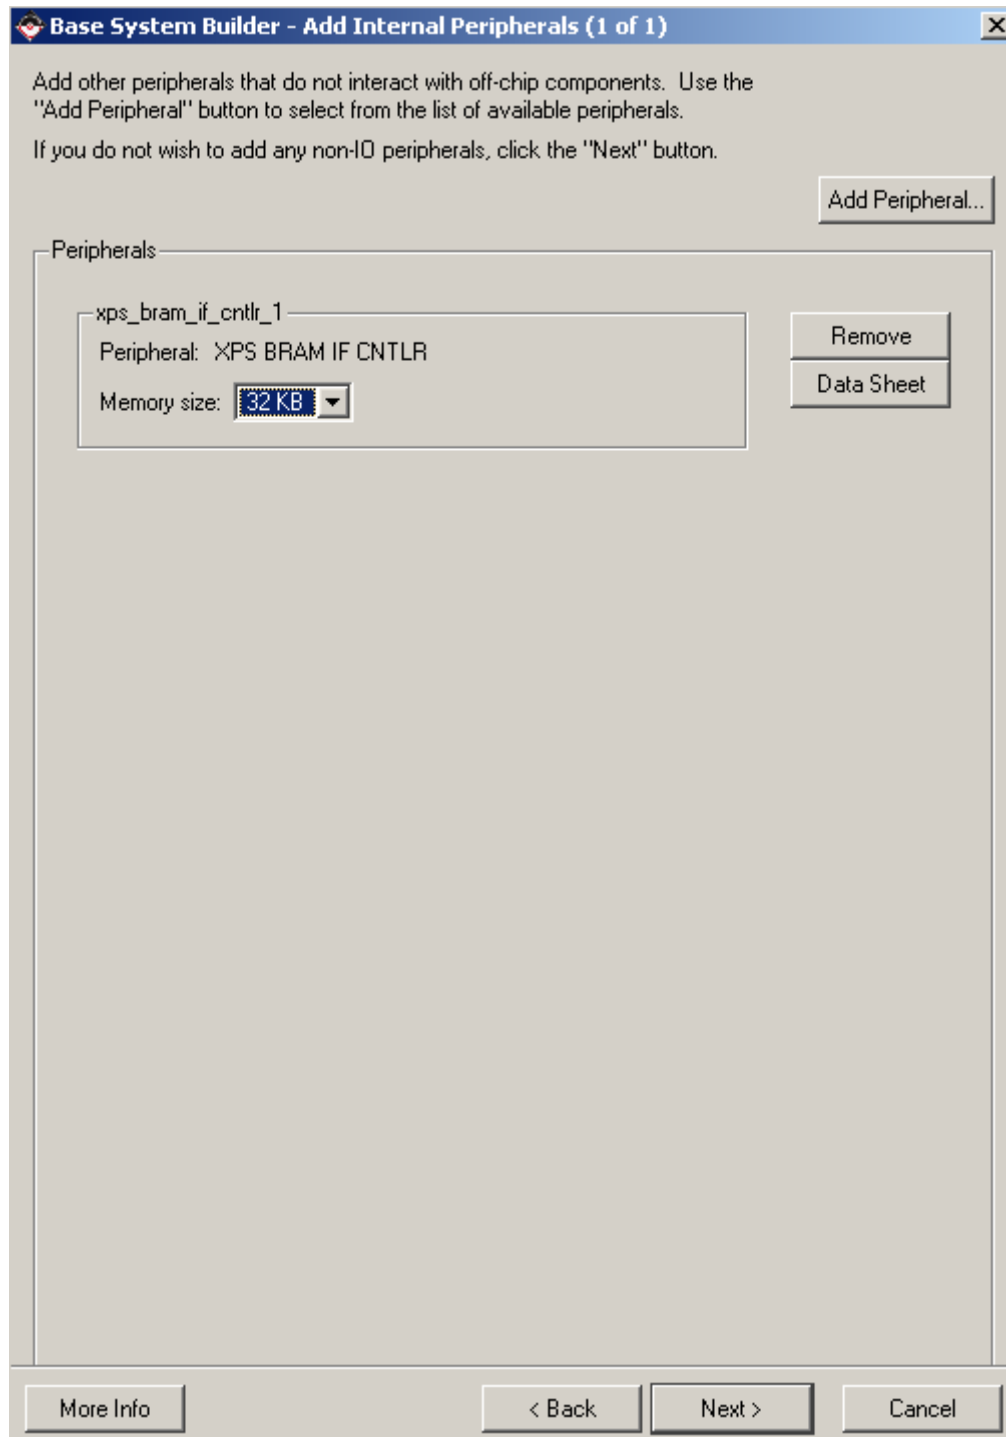 Base System Builder - Add Internal Peripherals (1 of 1)
Add other peripherals that do not interact with off-chip components.  Use the
"Add Peripheral" button to select from the list of available peripherals.
If you do not wish to add any non-IO peripherals, click the "Next" button.
Add Peripheral...
Peripherals
xps_bram_if_cntlr_1
Peripheral:  XPS BRAM IF CNTLR
Remove
Memory size: 32 KB
Data Sheet
More Info
< Back
Next >
Cancel